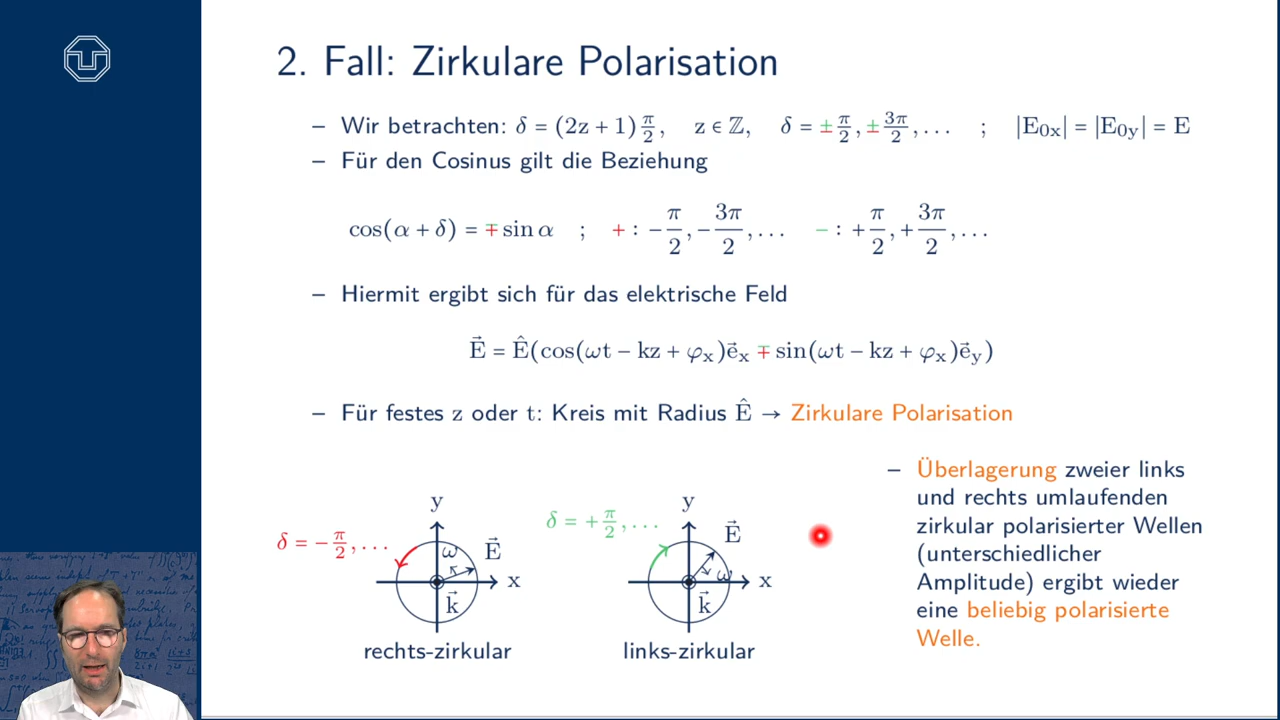 2. Fall: Zirkulare Polarisation
– Wir betrachten: δ = (2z + 1)π/2, z ∈ ℤ, δ = ±π/2, ±3π/2, … ; |E₀ₓ| = |E₀ᵧ| = E
– Für den Cosinus gilt die Beziehung
cos(α + δ) = ∓ sin α ; + : −π/2, −3π/2, … − : +π/2, +3π/2, …
– Hiermit ergibt sich für das elektrische Feld
E⃗ = Ê(cos(ωt − kz + φₓ)e⃗ₓ ∓ sin(ωt − kz + φₓ)e⃗ᵧ)
– Für festes z oder t: Kreis mit Radius Ê → Zirkulare Polarisation
δ = −π/2, …
y
ω
E⃗
x
k⃗
rechts-zirkular
δ = +π/2, …
y
E⃗
ω
x
k⃗
links-zirkular
– Überlagerung zweier links
und rechts umlaufenden
zirkular polarisierter Wellen
(unterschiedlicher
Amplitude) ergibt wieder
eine beliebig polarisierte
Welle.